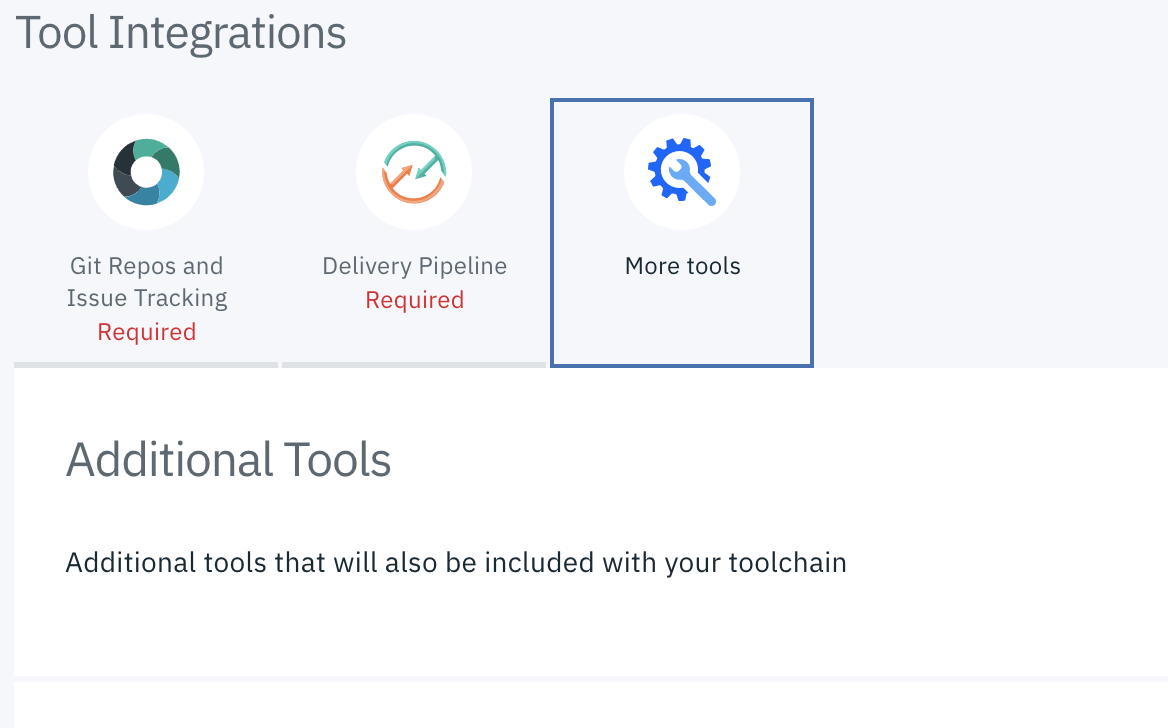 Tool Integrations
Git Repos and
Issue Tracking
Required
Delivery Pipeline
Required
More tools
Additional Tools
Additional tools that will also be included with your toolchain